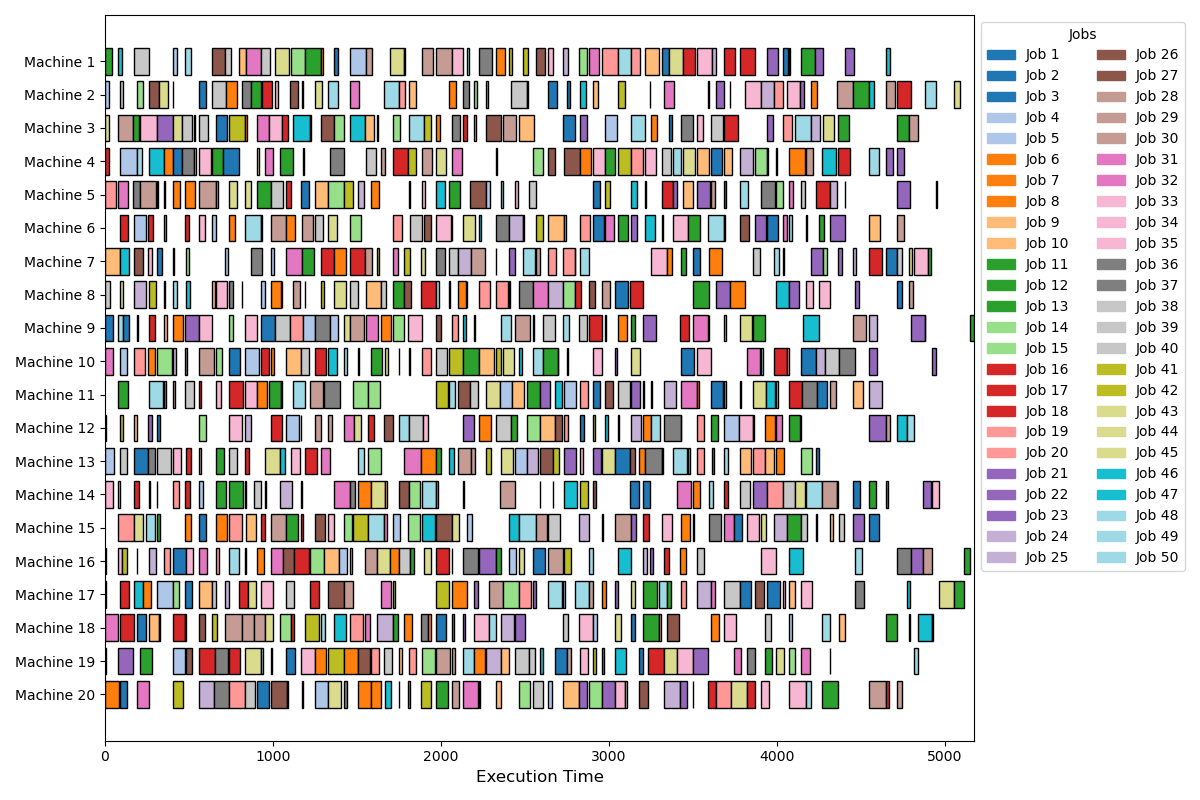 Machine 1
Machine 2
Machine 3
Machine 4
Machine 5
Machine 6
Machine 7
Machine 8
Machine 9
Machine 10
Machine 11
Machine 12
Machine 13
Machine 14
Machine 15
Machine 16
Machine 17
Machine 18
Machine 19
Machine 20
0 1000 2000 3000 4000 5000
Execution Time
Jobs
Job 1 Job 26
Job 2 Job 27
Job 3 Job 28
Job 4 Job 29
Job 5 Job 30
Job 6 Job 31
Job 7 Job 32
Job 8 Job 33
Job 9 Job 34
Job 10 Job 35
Job 11 Job 36
Job 12 Job 37
Job 13 Job 38
Job 14 Job 39
Job 15 Job 40
Job 16 Job 41
Job 17 Job 42
Job 18 Job 43
Job 19 Job 44
Job 20 Job 45
Job 21 Job 46
Job 22 Job 47
Job 23 Job 48
Job 24 Job 49
Job 25 Job 50